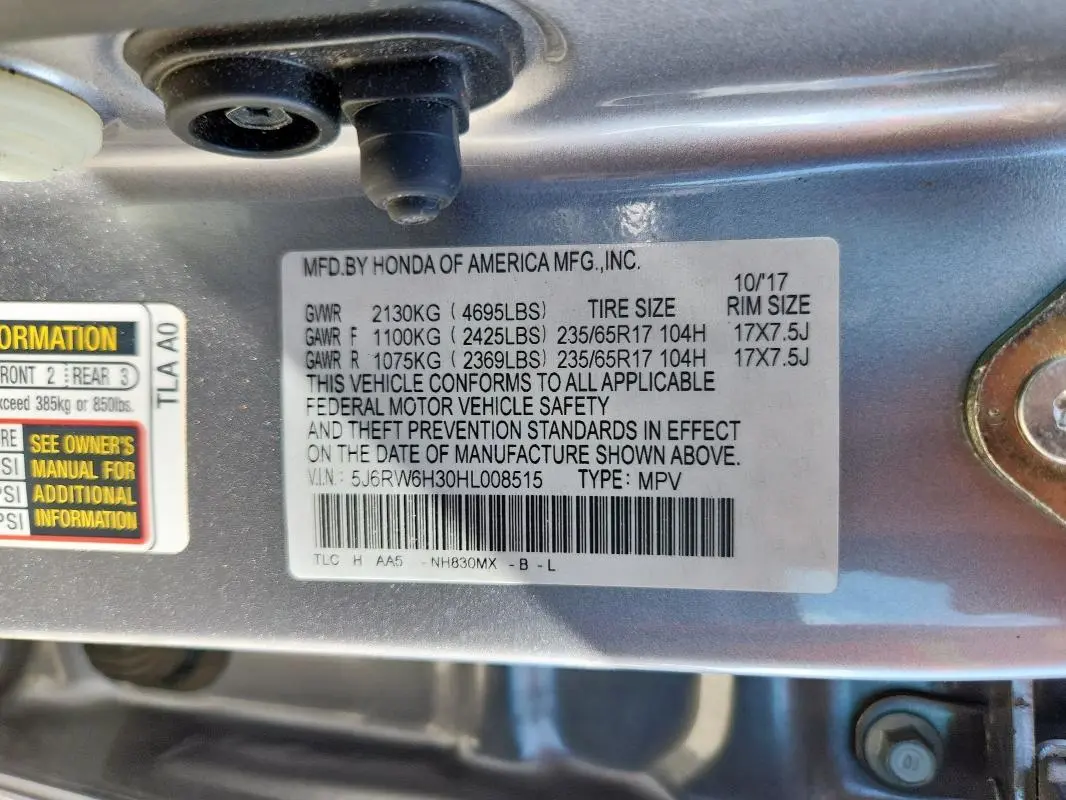 MFD.BY HONDA OF AMERICA MFG.,INC.
10/'17
GVWR 2130KG (4695LBS) TIRE SIZE RIM SIZE
GAWR F 1100KG (2425LBS) 235/65R17 104H 17X7.5J
GAWR R 1075KG (2369LBS) 235/65R17 104H 17X7.5J
THIS VEHICLE CONFORMS TO ALL APPLICABLE
FEDERAL MOTOR VEHICLE SAFETY
AND THEFT PREVENTION STANDARDS IN EFFECT
ON THE DATE OF MANUFACTURE SHOWN ABOVE.
V.I.N.: 5J6RW6H30HL008515 TYPE: MPV
TLC H AA5 -NH830MX -B -L
ORMATION
RONT 2 REAR 3
xceed 385kg or 850lbs.
SEE OWNER'S
MANUAL FOR
ADDITIONAL
INFORMATION
RE
SI
PSI
PSI
TLA A0